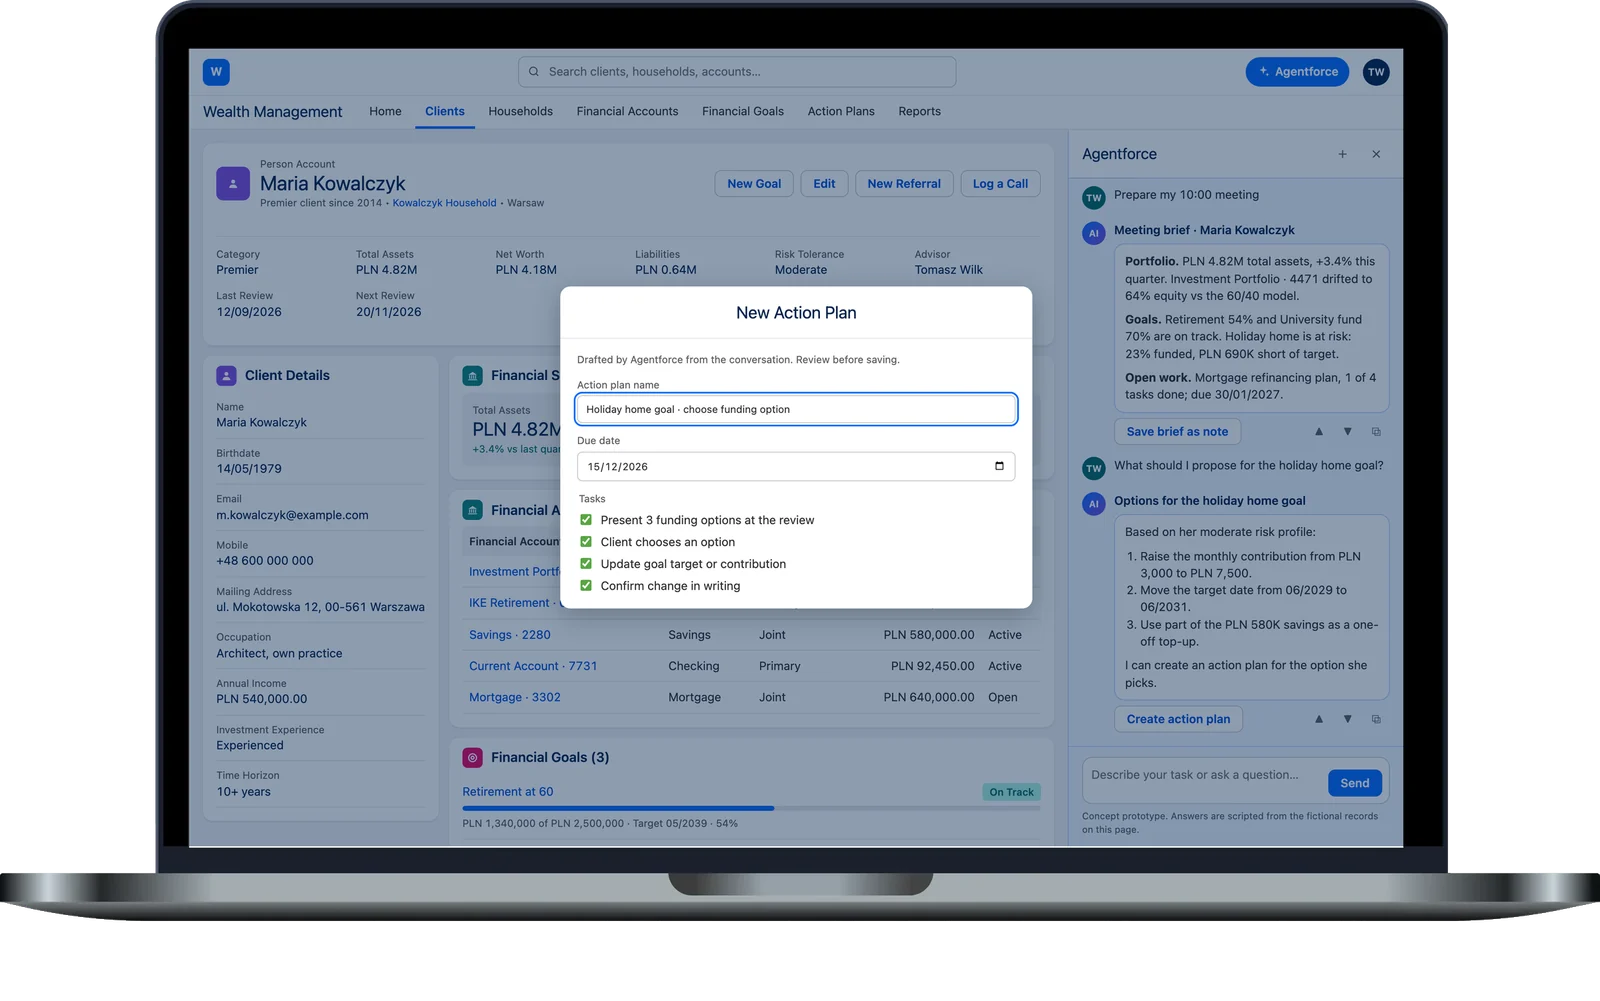 W
Search clients, households, accounts...
Agentforce
TW
Wealth Management
Home
Clients
Households
Financial Accounts
Financial Goals
Action Plans
Reports
Person Account
Maria Kowalczyk
Premier client since 2014 • Kowalczyk Household • Warsaw
New Goal
Edit
New Referral
Log a Call
Category
Premier
Total Assets
PLN 4.82M
Net Worth
PLN 4.18M
Liabilities
PLN 0.64M
Risk Tolerance
Moderate
Advisor
Tomasz Wilk
Last Review
12/09/2026
Next Review
20/11/2026
Client Details
Name
Maria Kowalczyk
Birthdate
14/05/1979
Email
m.kowalczyk@example.com
Mobile
+48 600 000 000
Mailing Address
ul. Mokotowska 12, 00-561 Warszawa
Occupation
Architect, own practice
Annual Income
PLN 540,000.00
Investment Experience
Experienced
Time Horizon
10+ years
Financial S
Total Assets
PLN 4.82M
+3.4% vs last quar
Financial A
Financial Accoun
Investment Portf
IKE Retirement ·
Savings · 2280
Savings
Joint
PLN 580,000.00
Active
Current Account · 7731
Checking
Primary
PLN 92,450.00
Active
Mortgage · 3302
Mortgage
Joint
PLN 640,000.00
Open
Financial Goals (3)
Retirement at 60
On Track
PLN 1,340,000 of PLN 2,500,000 · Target 05/2039 · 54%
New Action Plan
Drafted by Agentforce from the conversation. Review before saving.
Action plan name
Holiday home goal · choose funding option
Due date
15/12/2026
Tasks
Present 3 funding options at the review
Client chooses an option
Update goal target or contribution
Confirm change in writing
Agentforce
TW
Prepare my 10:00 meeting
AI
Meeting brief · Maria Kowalczyk
Portfolio. PLN 4.82M total assets, +3.4% this
quarter. Investment Portfolio · 4471 drifted to
64% equity vs the 60/40 model.
Goals. Retirement 54% and University fund
70% are on track. Holiday home is at risk:
23% funded, PLN 690K short of target.
Open work. Mortgage refinancing plan, 1 of 4
tasks done; due 30/01/2027.
Save brief as note
TW
What should I propose for the holiday home goal?
AI
Options for the holiday home goal
Based on her moderate risk profile:
1. Raise the monthly contribution from PLN
3,000 to PLN 7,500.
2. Move the target date from 06/2029 to
06/2031.
3. Use part of the PLN 580K savings as a one-
off top-up.
I can create an action plan for the option she
picks.
Create action plan
Describe your task or ask a question...
Send
Concept prototype. Answers are scripted from the fictional records
on this page.